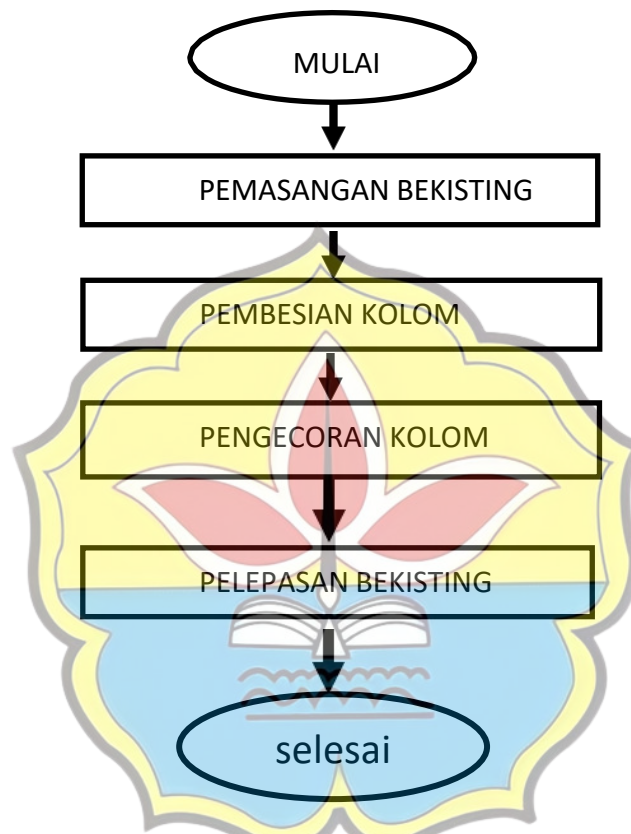 MULAI
PEMASANGAN BEKISTING
PEMBESIAN KOLOM
PENGECORAN KOLOM
PELEPASAN BEKISTING
selesai